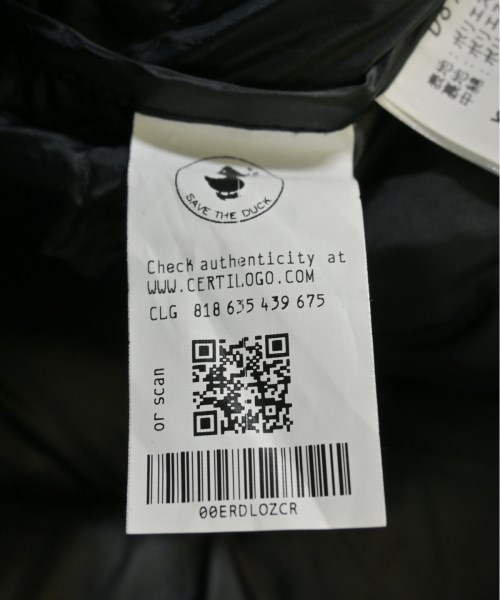 SAVE THE DUCK
Check authenticity at
WWW.CERTILOGO.COM
CLG 818 635 439 675
or scan
00ERDLOZCR